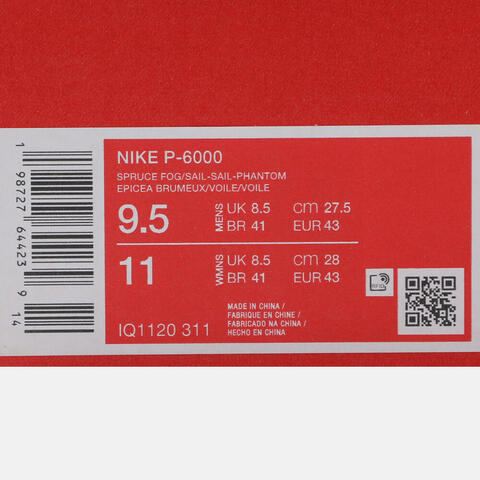 NIKE P-6000
SPRUCE FOG/SAIL-SAIL-PHANTOM
EPICEA BRUMEUX/VOILE/VOILE
9.5 MENS UK 8.5 cm 27.5
BR 41 EUR 43
11 WMNS UK 8.5 cm 28
BR 41 EUR 43
MADE IN CHINA/
FABRIQUE EN CHINE /
FABRICADO NA CHINA /
HECHO EN CHINA
IQ1120 311
1 98727 64423 9 14
RFID